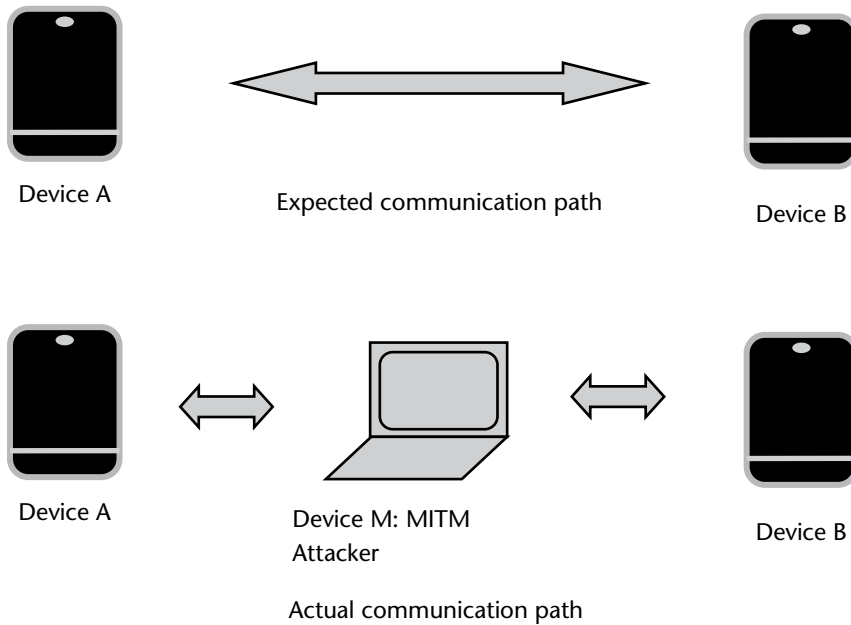 Device A
Expected communication path
Device B
Device A
Device M: MITM
Attacker
Device B
Actual communication path